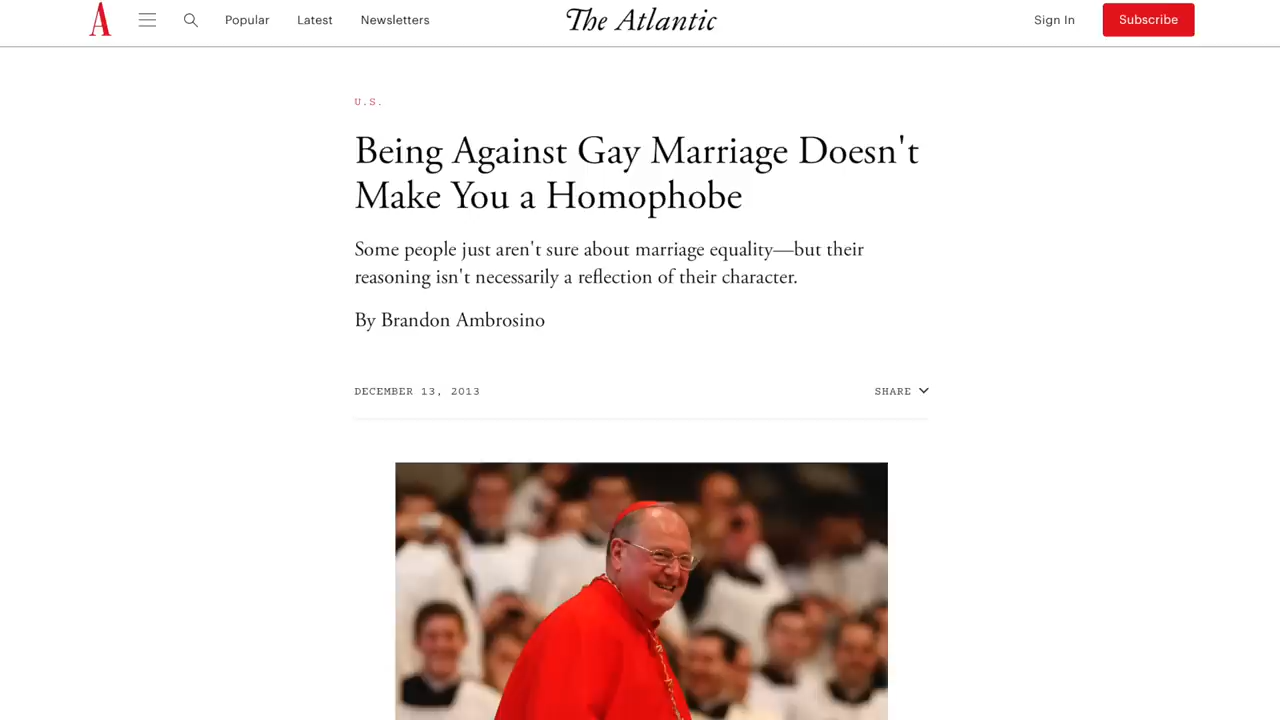 A
Popular
Latest
Newsletters
The Atlantic
Sign In
Subscribe
U.S.
Being Against Gay Marriage Doesn't
Make You a Homophobe
Some people just aren't sure about marriage equality—but their
reasoning isn't necessarily a reflection of their character.
By Brandon Ambrosino
DECEMBER 13, 2013
SHARE